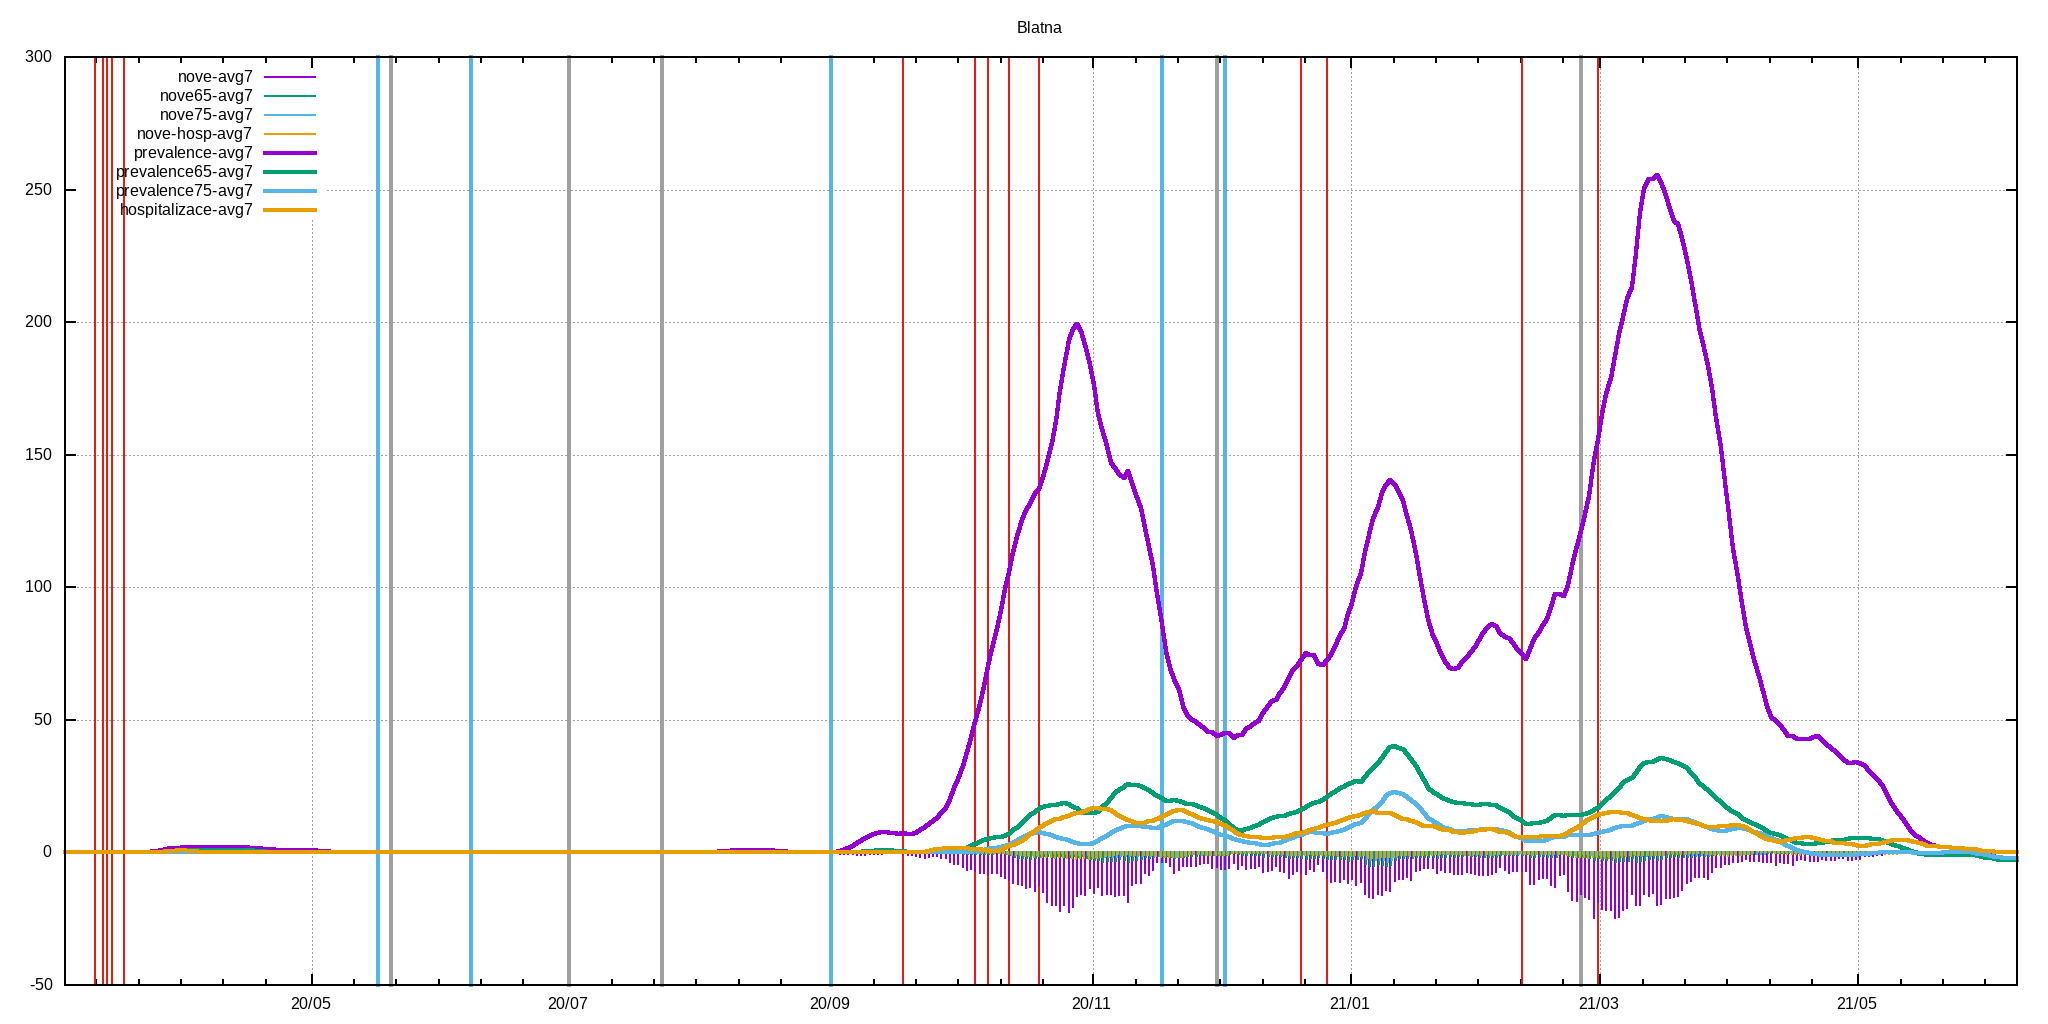 Blatna
300
250
200
150
100
50
0
-50
nove-avg7
nove65-avg7
nove75-avg7
nove-hosp-avg7
prevalence-avg7
prevalence65-avg7
prevalence75-avg7
hospitalizace-avg7
20/05 20/07 20/09 20/11 21/01 21/03 21/05